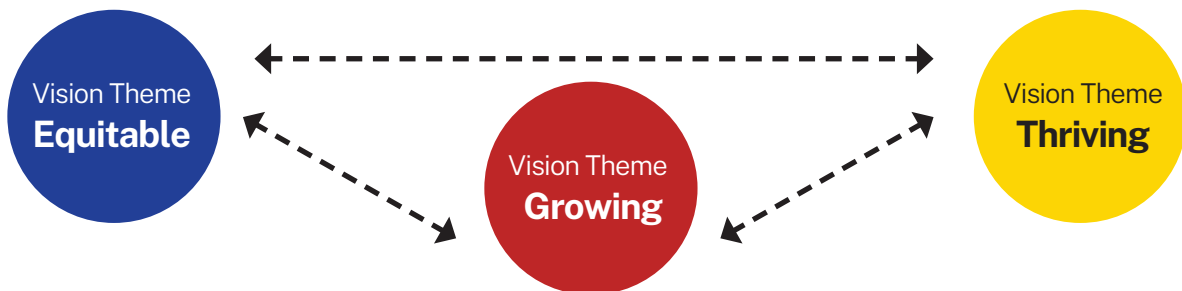 Vision Theme
Equitable
Vision Theme
Growing
Vision Theme
Thriving